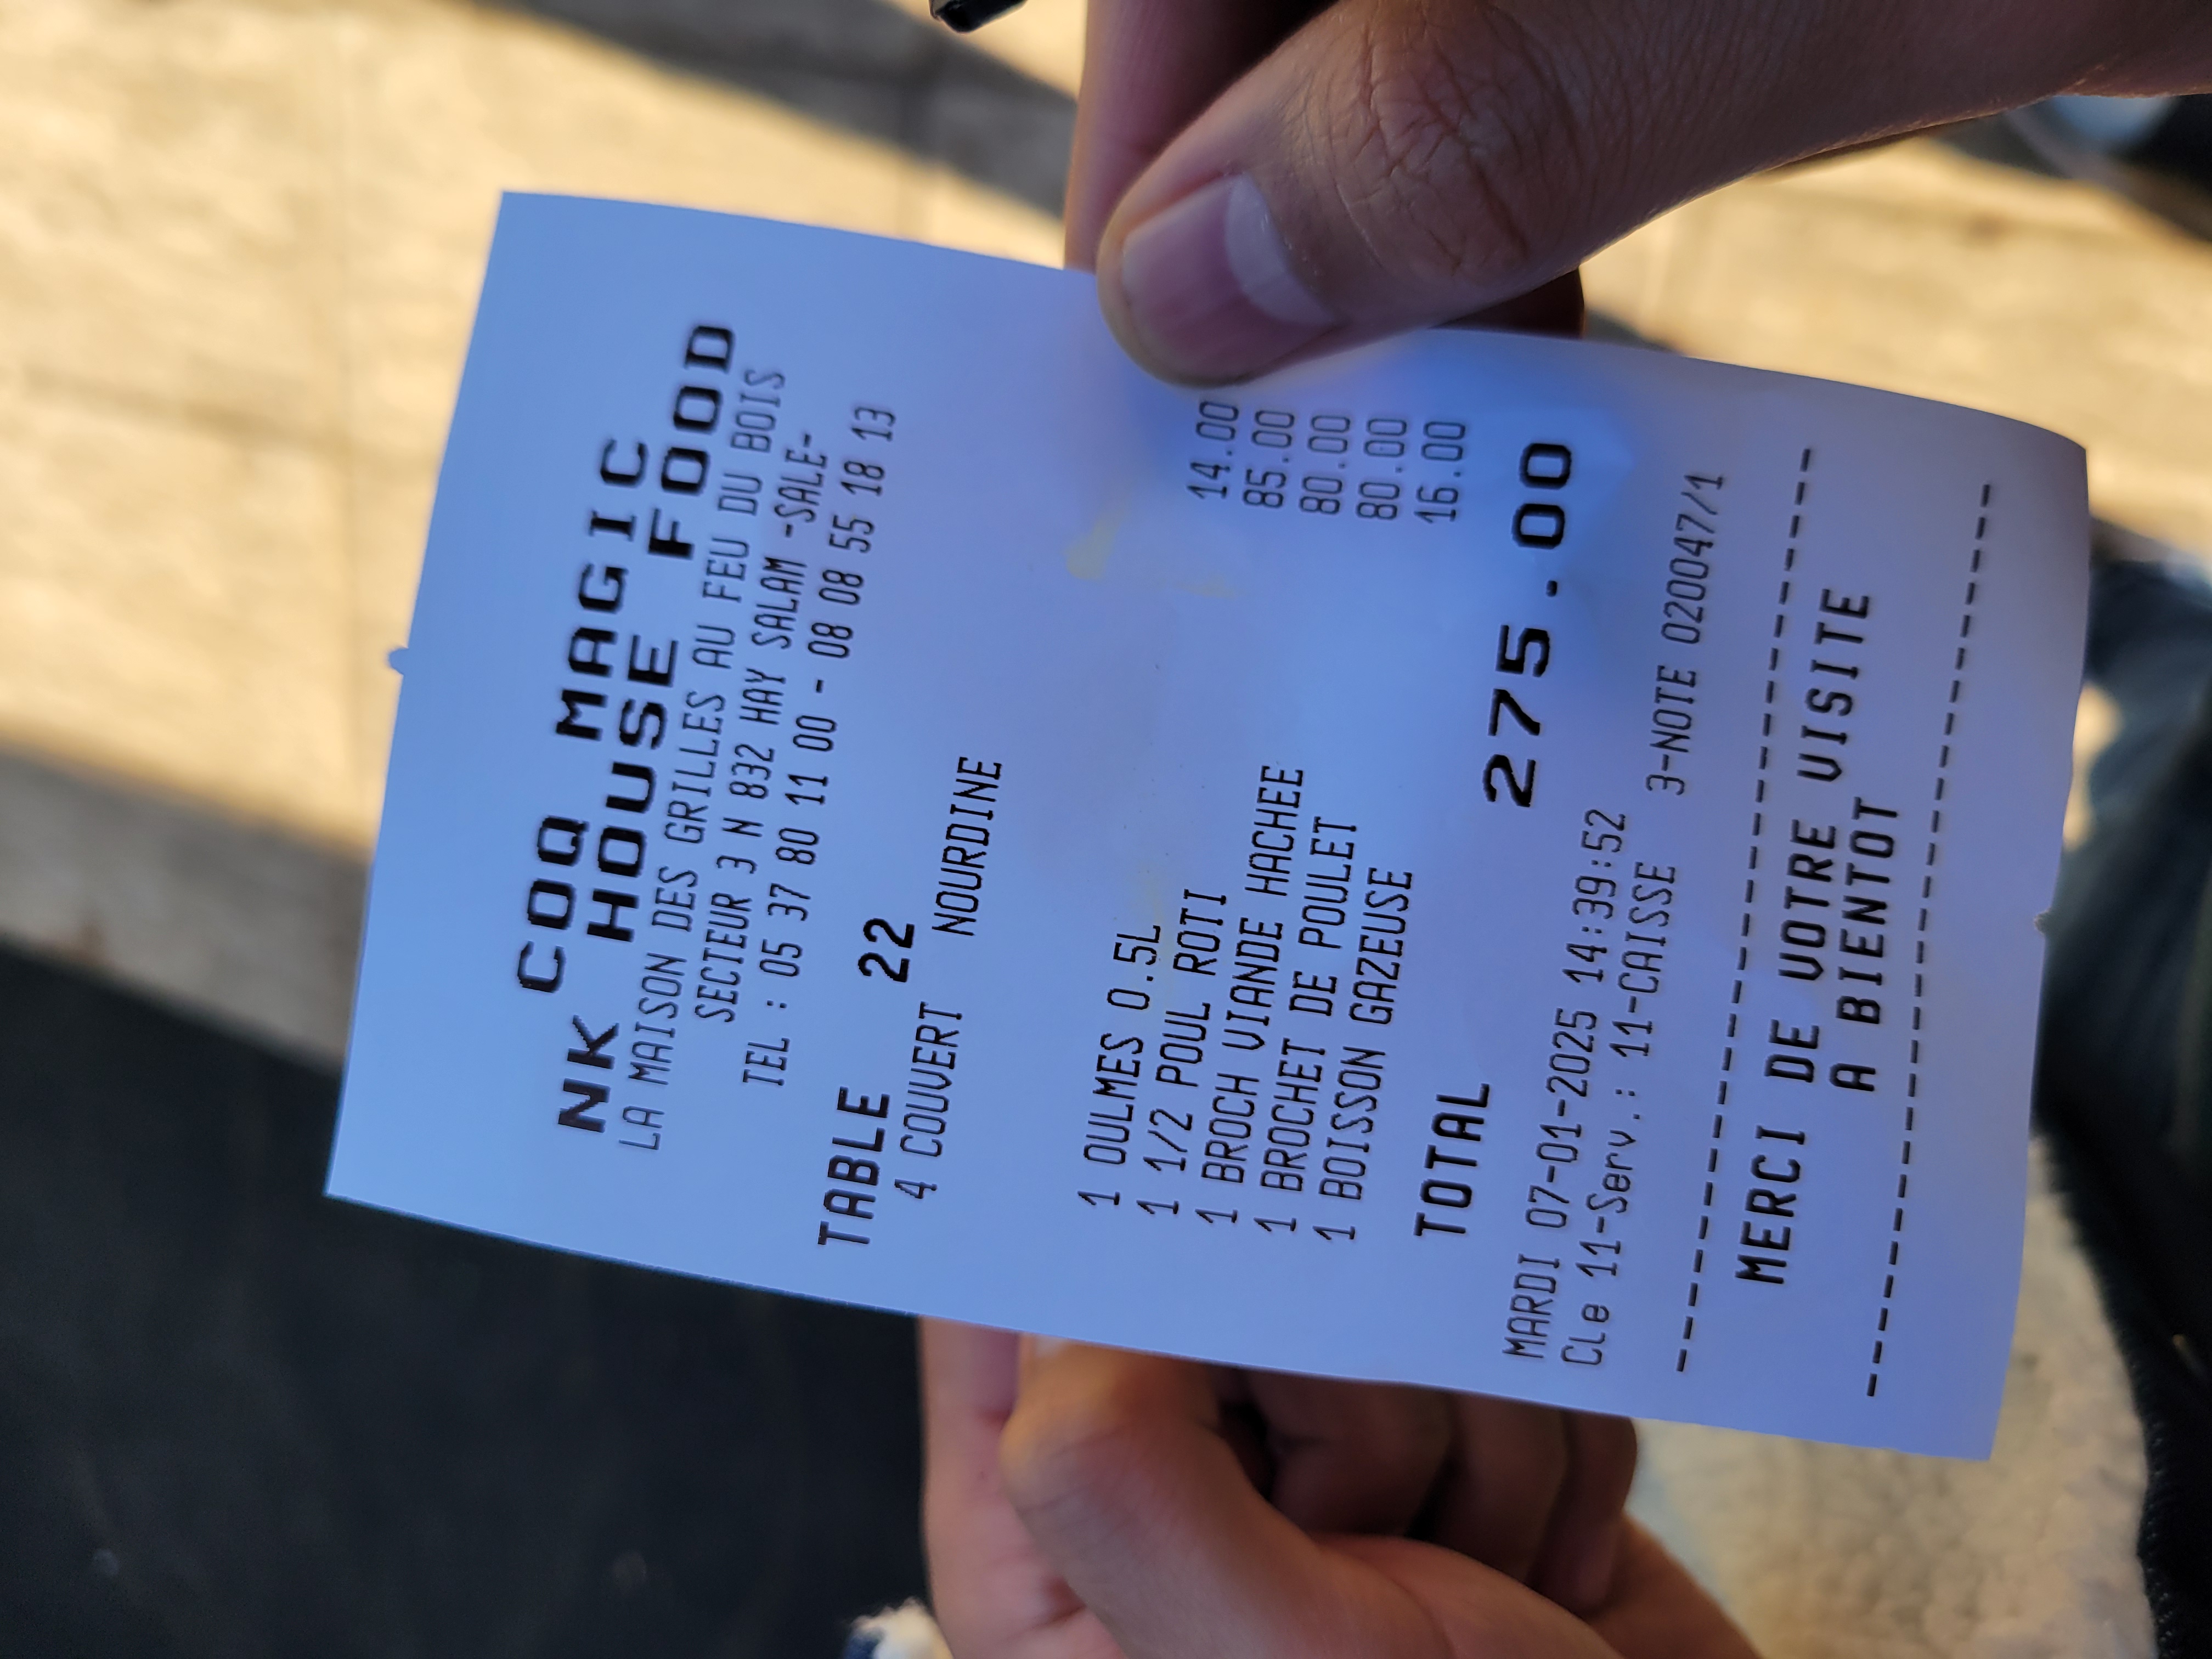 COQ MAGIC
NK HOUSE FOOD
LA MAISON DES GRILLES AU FEU DU BOIS
SECTEUR 3 N 832 HAY SALAM -SALE-
TEL : 05 37 80 11 00 - 08 08 55 18 13
TABLE 22
4 COUVERT NOURDINE
1 OULMES 0.5L 14.00
1 1/2 POUL ROTI 85.00
1 BROCH VIANDE HACHEE 80.00
1 BROCHET DE POULET 80.00
1 BOISSON GAZEUSE 16.00
TOTAL 275.00
MARDI 07-01-2025 14:39:52
Cle 11-Serv.: 11-CAISSE 3-NOTE 020047/1
MERCI DE VOTRE VISITE
A BIENTOT